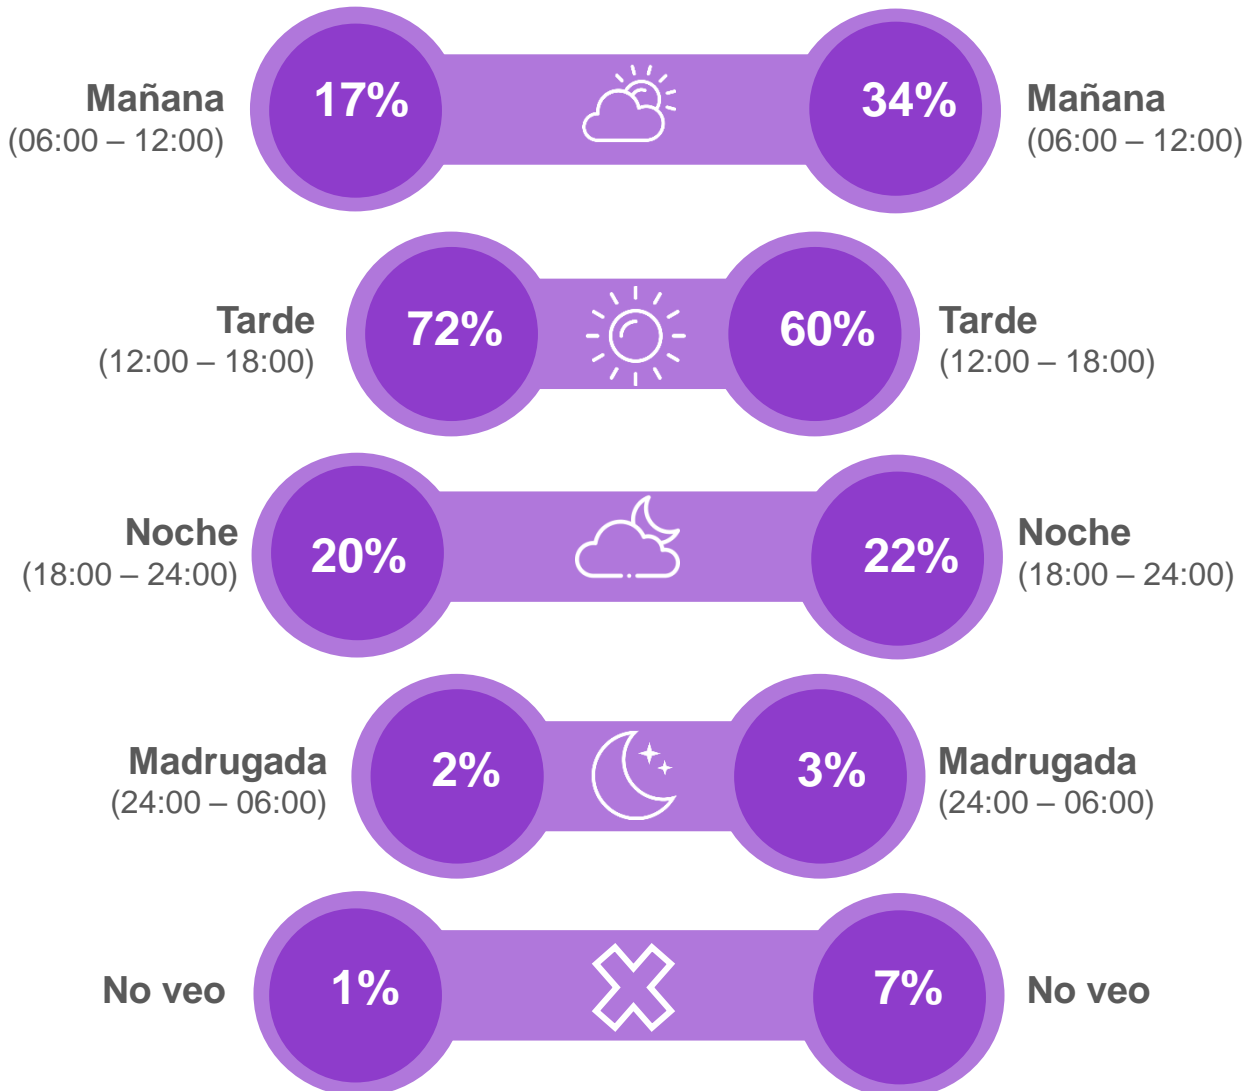 Mañana
(06:00 – 12:00)
17%
34%
Mañana
(06:00 – 12:00)
Tarde
(12:00 – 18:00)
72%
60%
Tarde
(12:00 – 18:00)
Noche
(18:00 – 24:00)
20%
22%
Noche
(18:00 – 24:00)
Madrugada
(24:00 – 06:00)
2%
3%
Madrugada
(24:00 – 06:00)
No veo
1%
7%
No veo